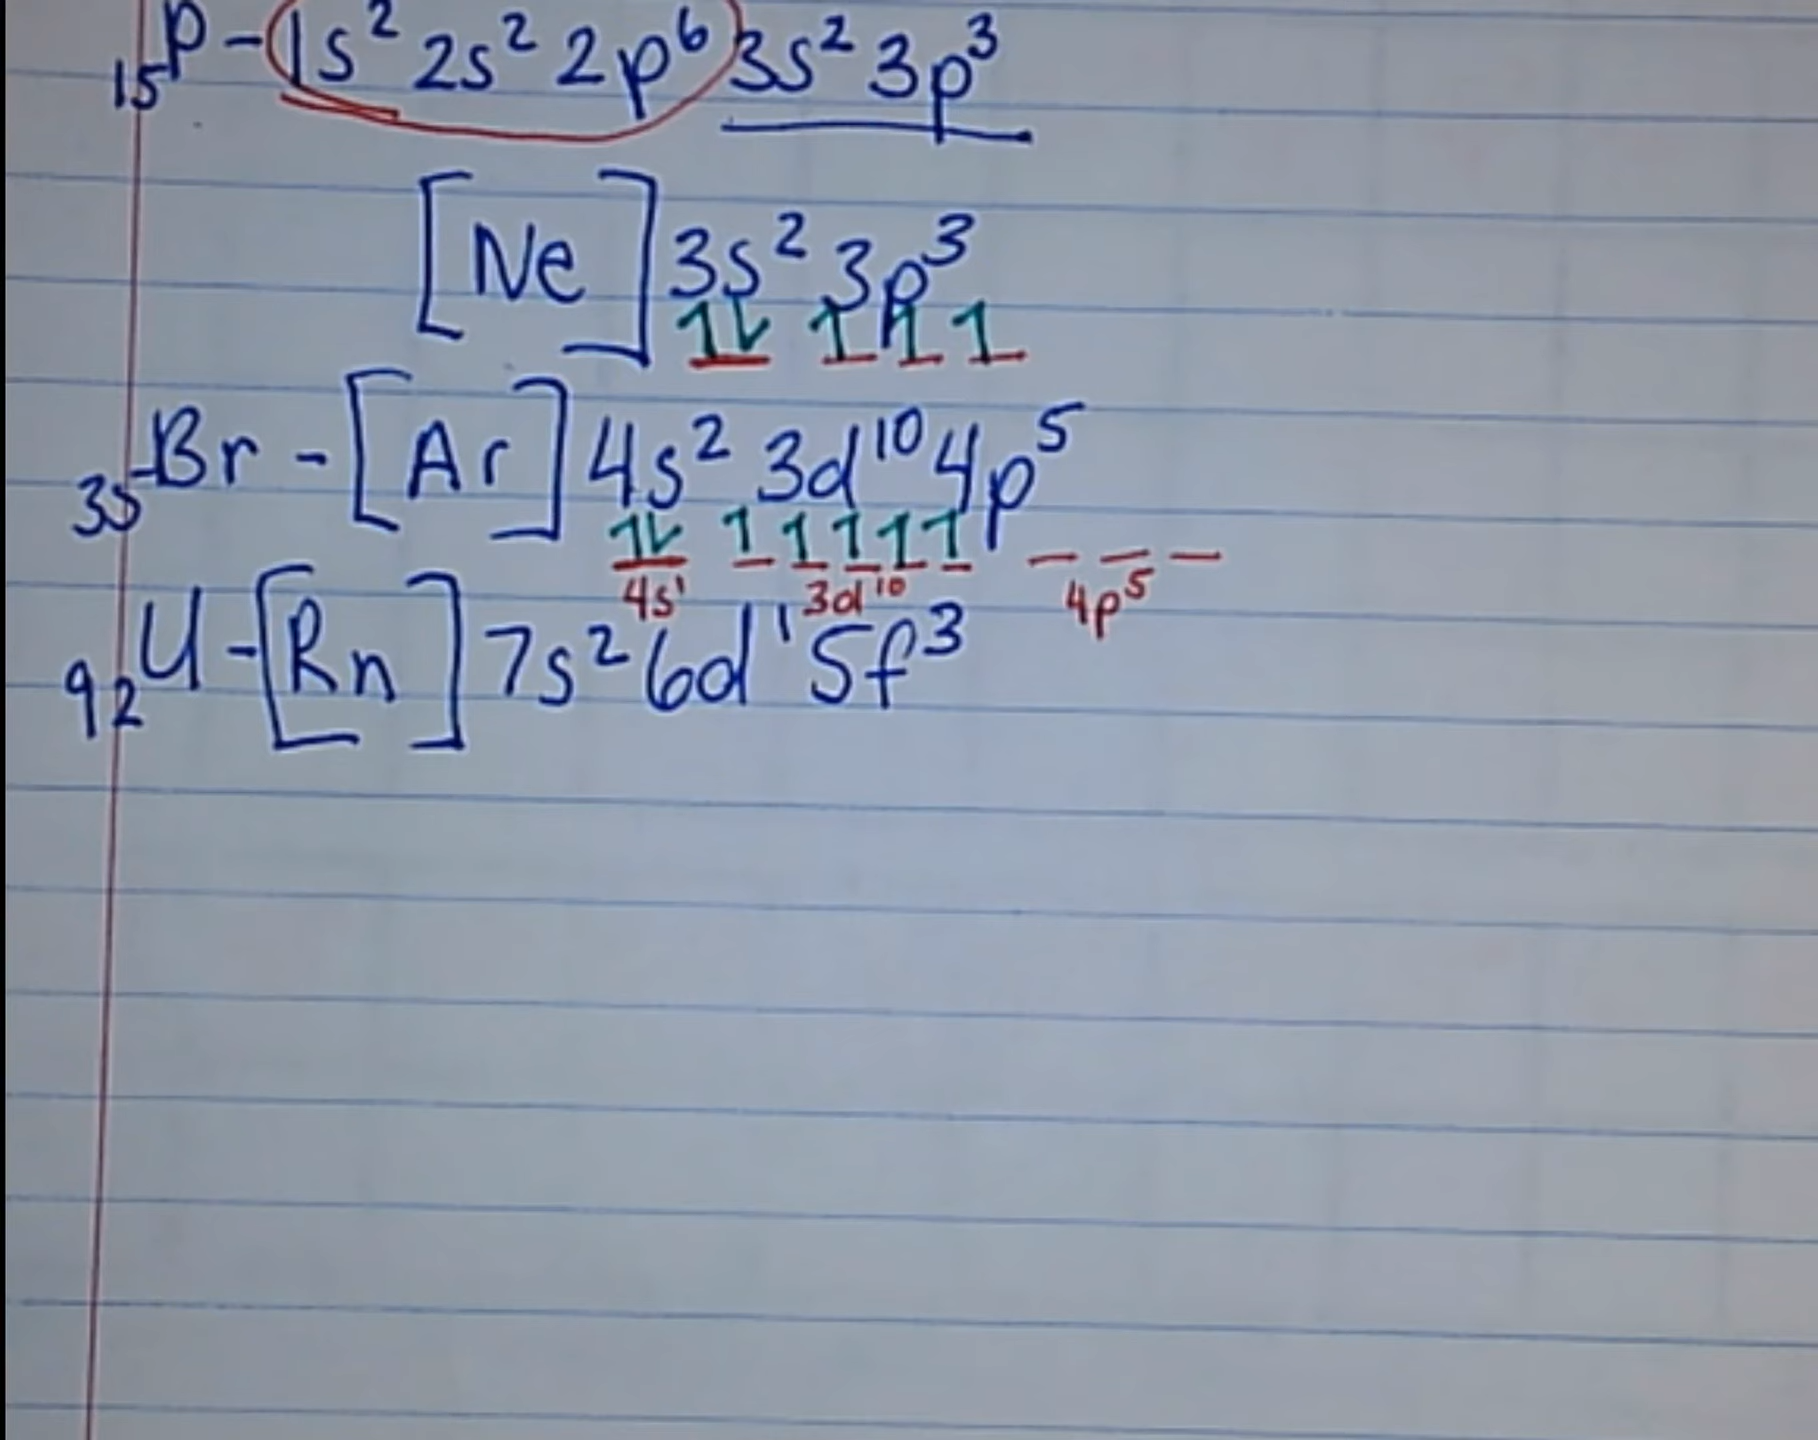 ₁₅P - 1s² 2s² 2p⁶ 3s² 3p³
[Ne] 3s² 3p³
↿⇂ ↿ ↿ ↿
₃₅Br - [Ar] 4s² 3d¹⁰ 4p⁵
↿⇂ ↿ ↿ ↿ ↿ ↿ _ _ _
4s¹ 3d¹⁰ 4p⁵
₉₂U - [Rn] 7s² 6d¹ 5f³